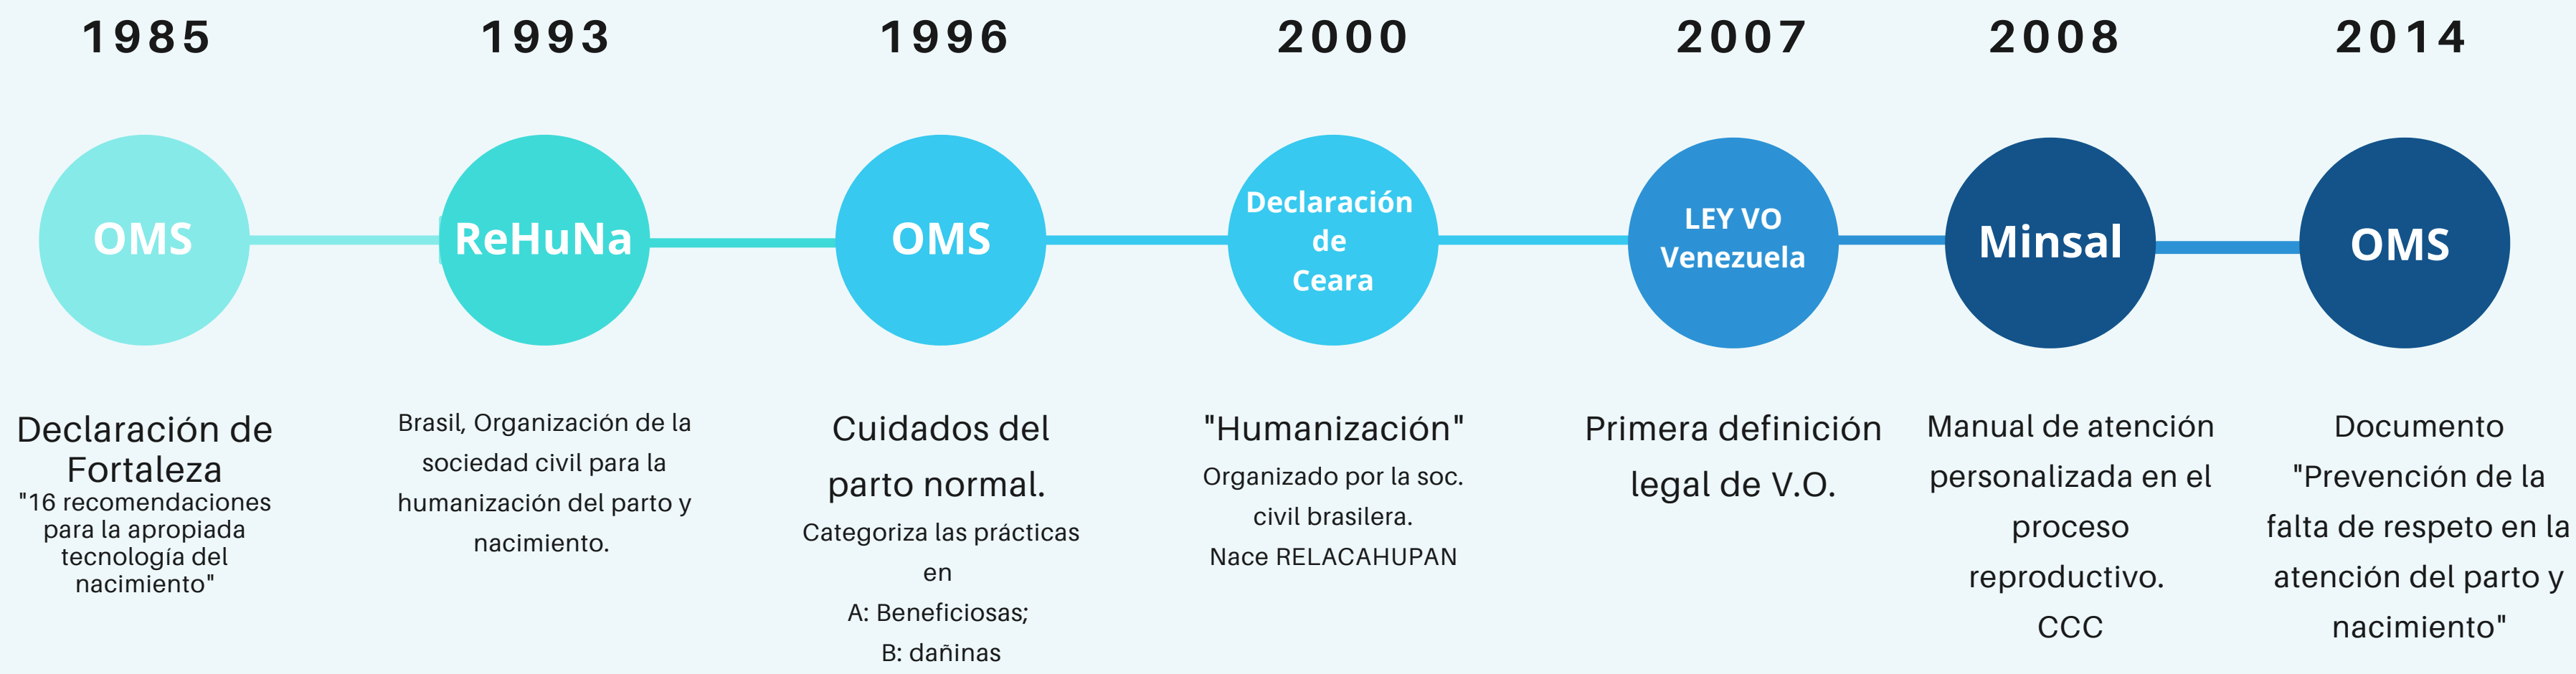 1985
1993
1996
2000
2007
2008
2014
OMS
ReHuNa
OMS
Declaración
de
Ceara
LEY VO
Venezuela
Minsal
OMS
Declaración de
Fortaleza
"16 recomendaciones
para la apropiada
tecnología del
nacimiento"
Brasil, Organización de la
sociedad civil para la
humanización del parto y
nacimiento.
Cuidados del
parto normal.
Categoriza las prácticas
en
A: Beneficiosas;
B: dañinas
"Humanización"
Organizado por la soc.
civil brasilera.
Nace RELACAHUPAN
Primera definición
legal de V.O.
Manual de atención
personalizada en el
proceso
reproductivo.
CCC
Documento
"Prevención de la
falta de respeto en la
atención del parto y
nacimiento"